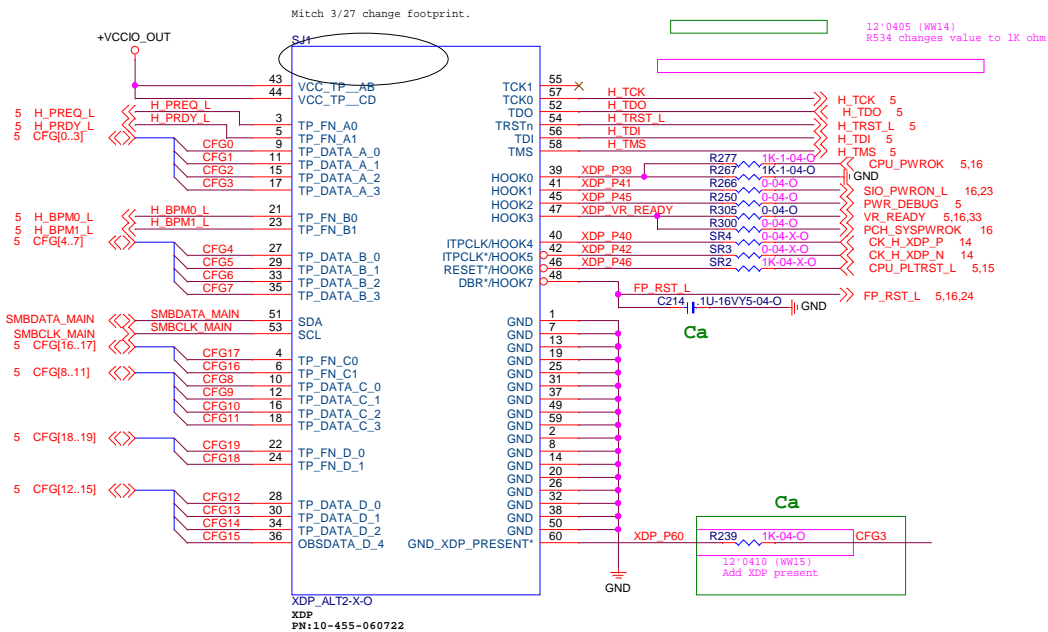 Mitch 3/27 change footprint.
12'0405 (WW14)
R534 changes value to 1K ohm
+VCCIO_OUT
SJ1
43 VCC_TP__AB
44 VCC_TP__CD
5 H_PREQ_L H_PREQ_L 3 TP_FN_A0
5 H_PRDY_L H_PRDY_L 5 TP_FN_A1
5 CFG[0..3] CFG0 9 TP_DATA_A_0
CFG1 11 TP_DATA_A_1
CFG2 15 TP_DATA_A_2
CFG3 17 TP_DATA_A_3
5 H_BPM0_L H_BPM0_L 21 TP_FN_B0
5 H_BPM1_L H_BPM1_L 23 TP_FN_B1
5 CFG[4..7] CFG4 27 TP_DATA_B_0
CFG5 29 TP_DATA_B_1
CFG6 33 TP_DATA_B_2
CFG7 35 TP_DATA_B_3
SMBDATA_MAIN SMBDATA_MAIN 51 SDA
SMBCLK_MAIN SMBCLK_MAIN 53 SCL
5 CFG[16..17] CFG17 4 TP_FN_C0
CFG16 6 TP_FN_C1
5 CFG[8..11] CFG8 10 TP_DATA_C_0
CFG9 12 TP_DATA_C_1
CFG10 16 TP_DATA_C_2
CFG11 18 TP_DATA_C_3
5 CFG[18..19] CFG19 22 TP_FN_D_0
CFG18 24 TP_FN_D_1
5 CFG[12..15] CFG12 28 TP_DATA_D_0
CFG13 30 TP_DATA_D_1
CFG14 34 TP_DATA_D_2
CFG15 36 OBSDATA_D_4
TCK1 55
TCK0 57 H_TCK H_TCK 5
TDO 52 H_TDO H_TDO 5
TRSTn 54 H_TRST_L H_TRST_L 5
TDI 56 H_TDI H_TDI 5
TMS 58 H_TMS H_TMS 5
R277 1K-1-04-O CPU_PWROK 5,16
HOOK0 39 XDP_P39 R267 1K-1-04-O GND
HOOK1 41 XDP_P41 R266 0-04-O SIO_PWRON_L 16,23
HOOK2 45 XDP_P45 R250 0-04-O PWR_DEBUG 5
HOOK3 47 XDP_VR_READY R305 0-04-O VR_READY 5,16,33
R300 0-04-O PCH_SYSPWROK 16
ITPCLK/HOOK4 40 XDP_P40 SR4 0-04-X-O CK_H_XDP_P 14
ITPCLK*/HOOK5 42 XDP_P42 SR3 0-04-X-O CK_H_XDP_N 14
RESET*/HOOK6 46 XDP_P46 SR2 1K-04-X-O CPU_PLTRST_L 5,15
DBR*/HOOK7 48
FP_RST_L FP_RST_L 5,16,24
C214 .1U-16VY5-04-O GND
Ca
GND 1
GND 7
GND 13
GND 19
GND 25
GND 31
GND 37
GND 49
GND 59
GND 2
GND 8
GND 14
GND 20
GND 26
GND 32
GND 38
GND 50
Ca
GND_XDP_PRESENT* 60 XDP_P60 R239 1K-04-O CFG3
12'0410 (WW15)
Add XDP present
GND
XDP_ALT2-X-O
XDP
PN:10-455-060722